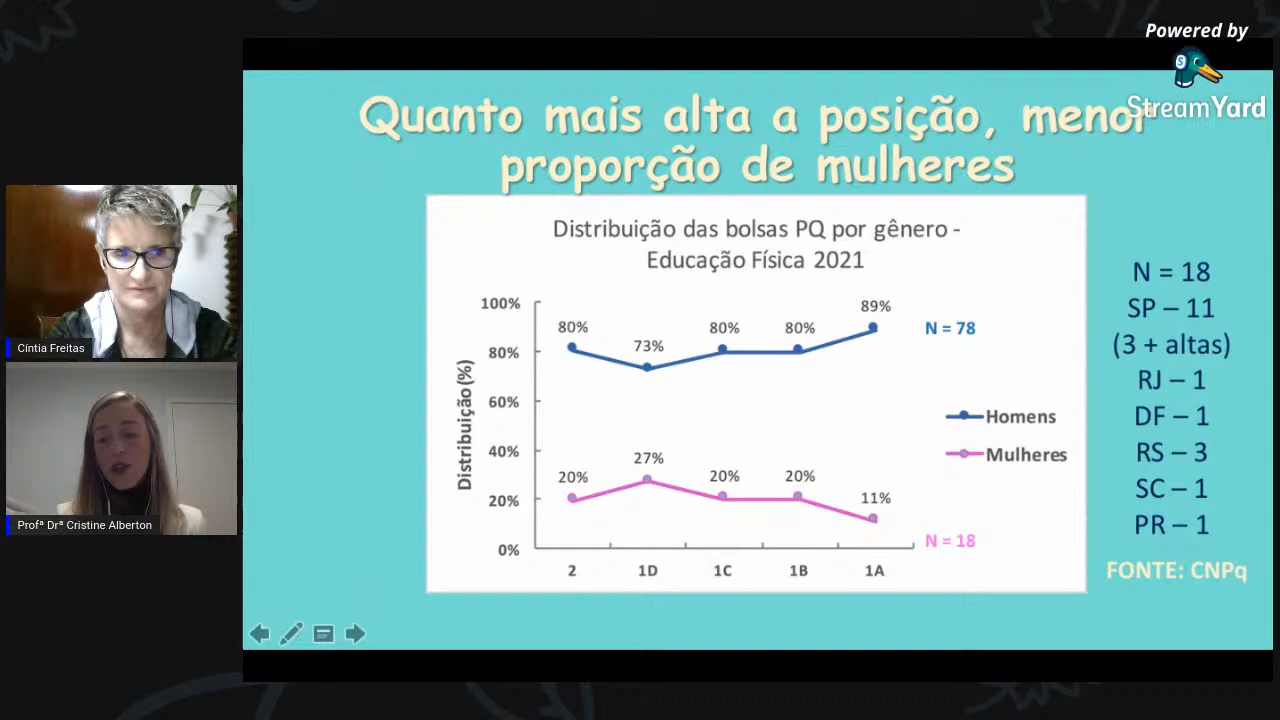 Powered by
StreamYard
Quanto mais alta a posição, menor
proporção de mulheres
Distribuição das bolsas PQ por gênero -
Educação Física 2021
Distribuição(%)
100%
80%
60%
40%
20%
0%
80%
73%
80%
80%
89%
20%
27%
20%
20%
11%
2
1D
1C
1B
1A
N = 78
Homens
Mulheres
N = 18
N = 18
SP – 11
(3 + altas)
RJ – 1
DF – 1
RS – 3
SC – 1
PR – 1
FONTE: CNPq
Cíntia Freitas
Profª Drª Cristine Alberton